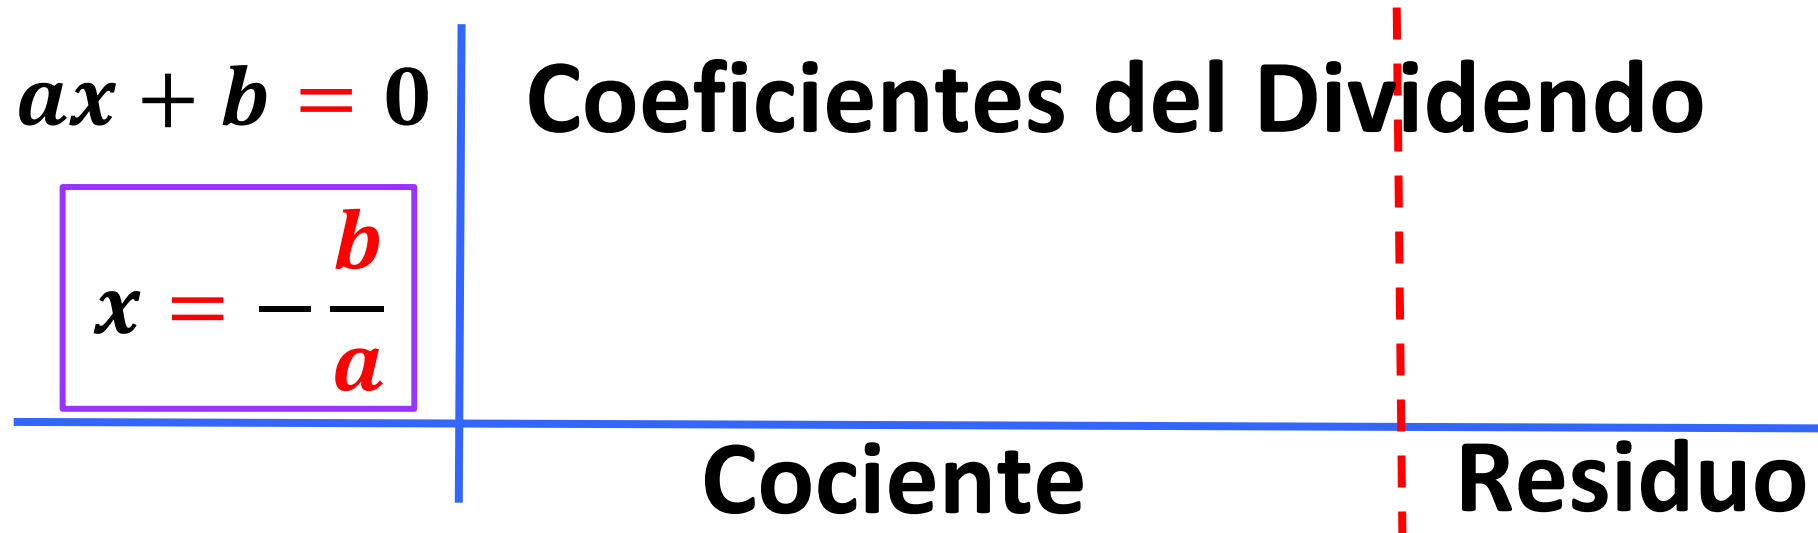 ax + b = 0
Coeficientes del Dividendo
x = -b/a
Cociente
Residuo